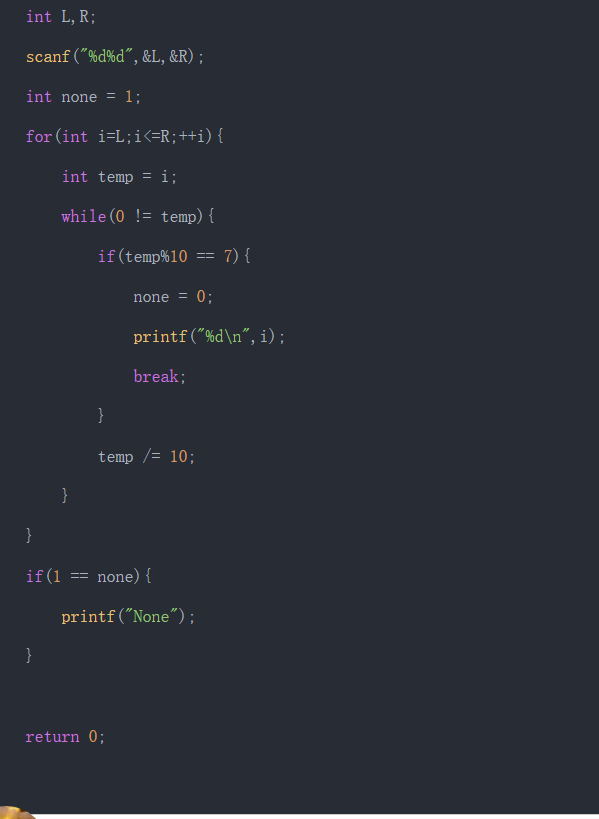 int L,R;
scanf("%d%d",&L,&R);
int none = 1;
for(int i=L;i<=R;++i){
    int temp = i;
    while(0 != temp){
        if(temp%10 == 7){
            none = 0;
            printf("%d\n",i);
            break;
        }
        temp /= 10;
    }
}
if(1 == none){
    printf("None");
}
return 0;